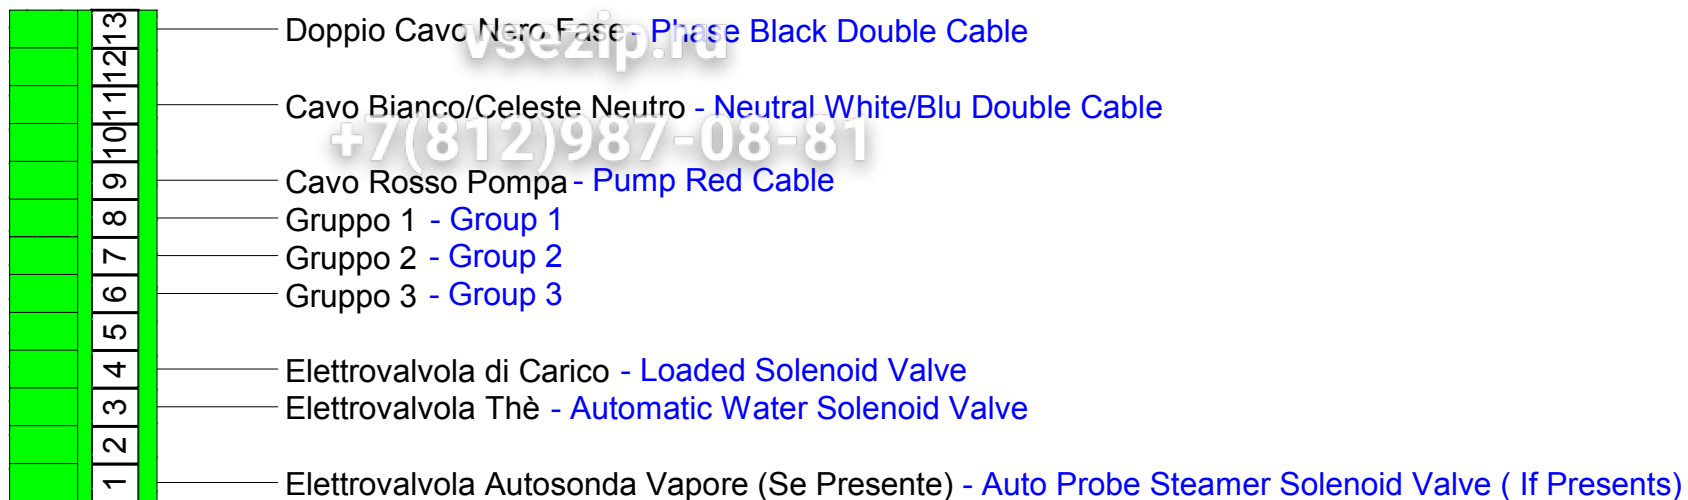 13 Doppio Cavo Nero Fase - Phase Black Double Cable
vsezip.ru
12
11 Cavo Bianco/Celeste Neutro - Neutral White/Blu Double Cable
+7(812)987-08-81
10
9 Cavo Rosso Pompa - Pump Red Cable
8 Gruppo 1 - Group 1
7 Gruppo 2 - Group 2
6 Gruppo 3 - Group 3
5
4 Elettrovalvola di Carico - Loaded Solenoid Valve
3 Elettrovalvola Thè - Automatic Water Solenoid Valve
2
1 Elettrovalvola Autosonda Vapore (Se Presente) - Auto Probe Steamer Solenoid Valve ( If Presents)